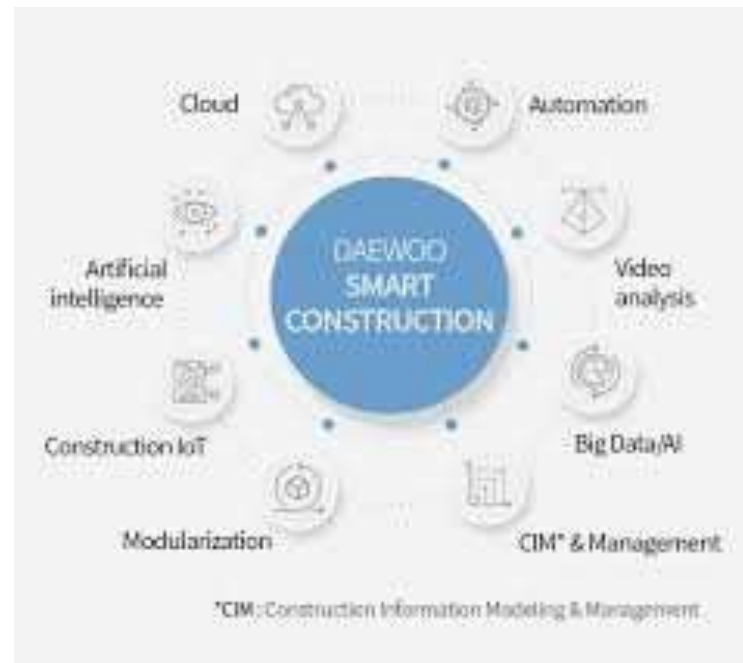 Cloud
Automation
Artificial
intelligence
DAEWOO
SMART
CONSTRUCTION
Video
analysis
Construction IoT
Big Data/AI
Modularization
CIM* & Management
*CIM : Construction Information Modeling & Management